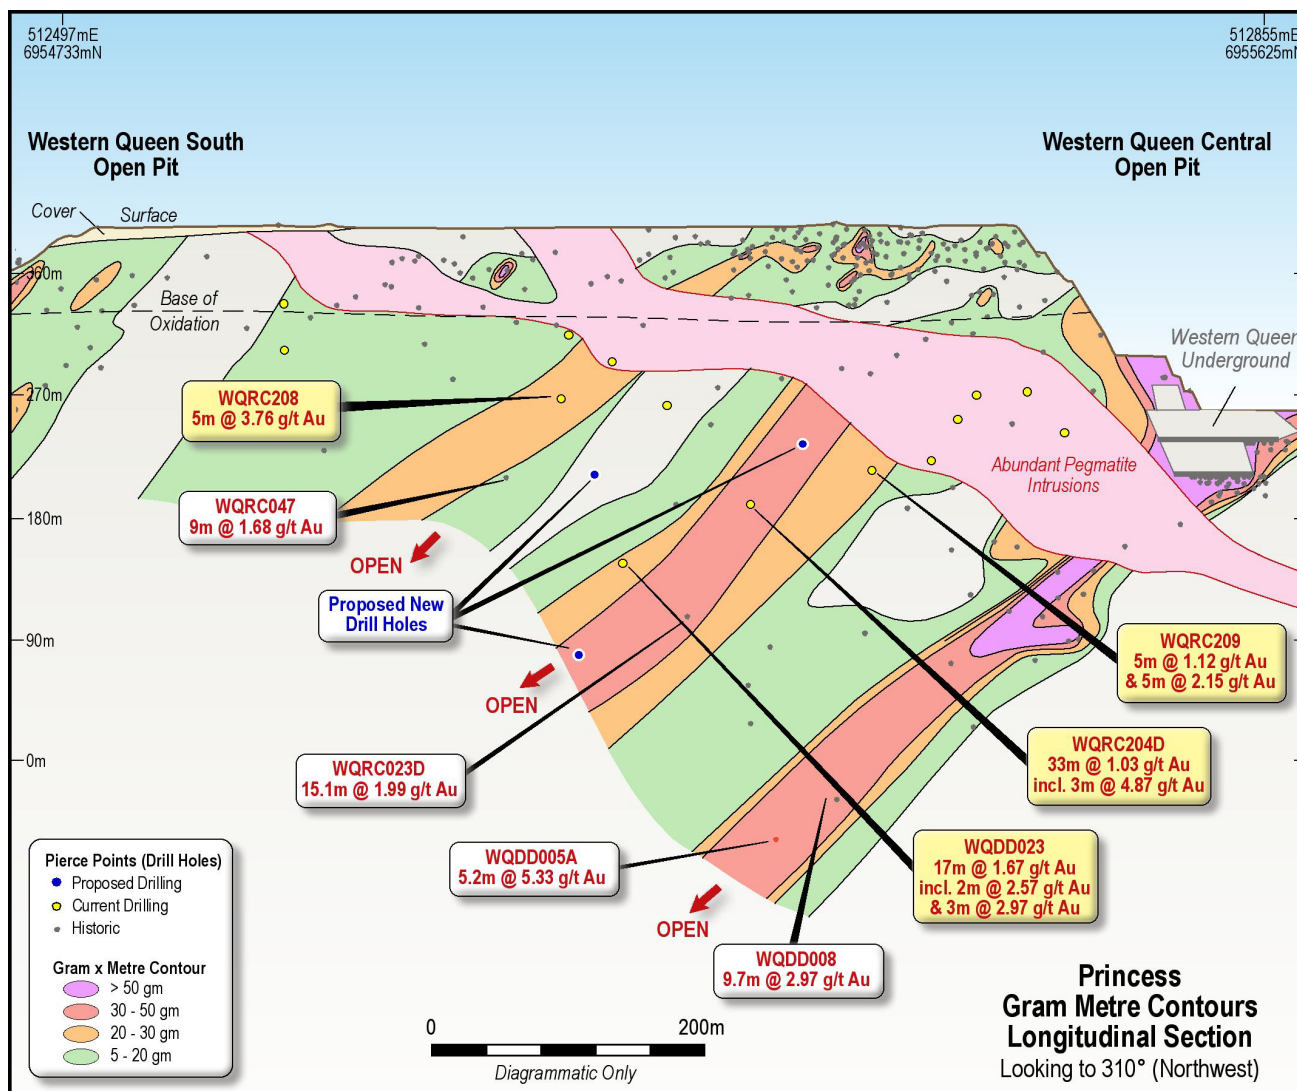 512497mE
6954733mN
512855mE
6955625mN
Western Queen South
Open Pit
Western Queen Central
Open Pit
Cover
Surface
360m
Base of
Oxidation
Western Queen
Underground
270m
WQRC208
5m @ 3.76 g/t Au
Abundant Pegmatite
Intrusions
WQRC047
9m @ 1.68 g/t Au
180m
OPEN
Proposed New
Drill Holes
90m
WQRC209
5m @ 1.12 g/t Au
& 5m @ 2.15 g/t Au
OPEN
WQRC204D
33m @ 1.03 g/t Au
incl. 3m @ 4.87 g/t Au
0m
WQRC023D
15.1m @ 1.99 g/t Au
WQDD005A
5.2m @ 5.33 g/t Au
WQDD023
17m @ 1.67 g/t Au
incl. 2m @ 2.57 g/t Au
& 3m @ 2.97 g/t Au
OPEN
WQDD008
9.7m @ 2.97 g/t Au
Pierce Points (Drill Holes)
Proposed Drilling
Current Drilling
Historic
Gram x Metre Contour
> 50 gm
30 - 50 gm
20 - 30 gm
5 - 20 gm
0
200m
Diagrammatic Only
Princess
Gram Metre Contours
Longitudinal Section
Looking to 310° (Northwest)